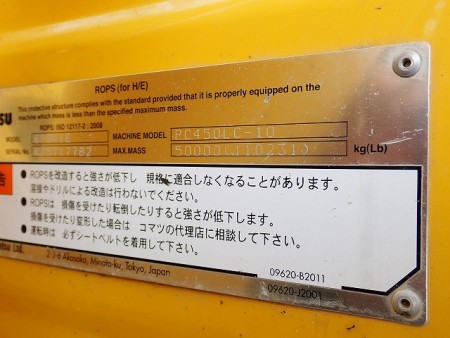 ROPS (for H/E)
This protective structure complies with the standard provided that it is properly equipped on the
machine which mass is less than the specified maximum mass.
SU ROPS: ISO 12117-2 : 2008
MODEL MACHINE MODEL PC450LC-10
SERIAL No. MAX.MASS 50000(110231) kg(Lb)
告
● ROPSを改造すると強さが低下し 規格に適合しなくなることがあります。
溶接やドリルによる改造は行わないでください。
● ROPSは 損傷を受けたり転倒したりすると強さが低下します。
損傷を受けたり変形した場合は コマツの代理店に相談して下さい。
● 運転時は 必ずシートベルトを着用して下さい。
Ltd. 2-3-6 Akasaka, Minato-ku, Tokyo, Japan
09620-B2011
09620-J2001